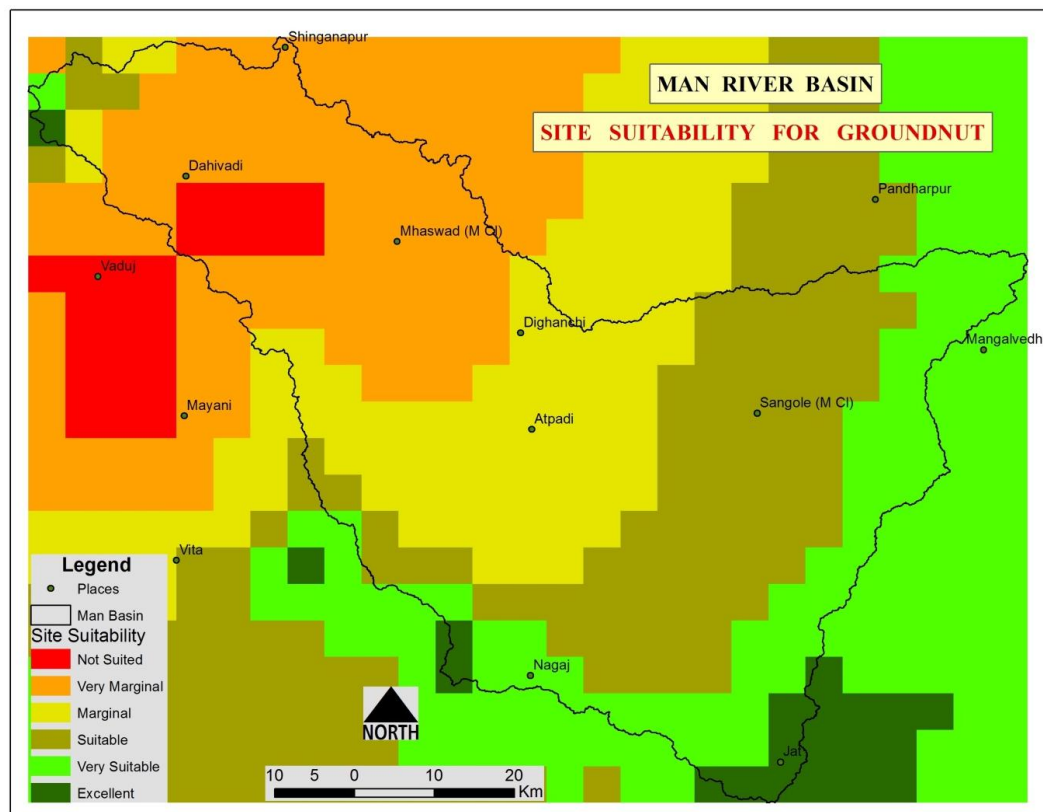 Shinganapur
MAN RIVER BASIN
SITE SUITABILITY FOR GROUNDNUT
Dahivadi
Pandharpur
Mhaswad (M Cl)
Vaduj
Dighanchi
Mangalvedh
Mayani
Sangole (M Cl)
Atpadi
Vita
Legend
Places
Man Basin
Site Suitability
Not Suited
Very Marginal
Marginal
Suitable
Very Suitable
Excellent
Nagaj
NORTH
Jat
10 5 0 10 20
Km